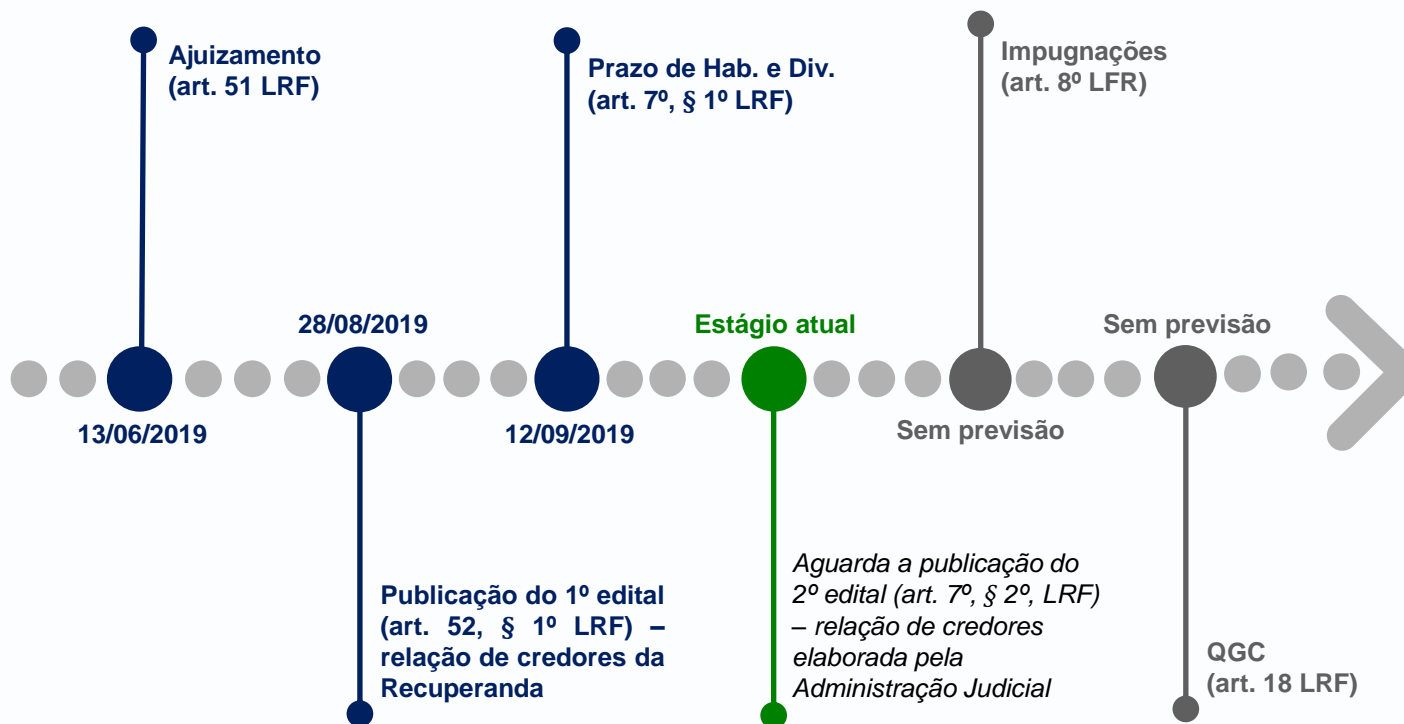 Ajuizamento
(art. 51 LRF)
13/06/2019
28/08/2019
Publicação do 1º edital
(art. 52, § 1º LRF) –
relação de credores da
Recuperanda
Prazo de Hab. e Div.
(art. 7º, § 1º LRF)
12/09/2019
Estágio atual
Aguarda a publicação do
2º edital (art. 7º, § 2º, LRF)
– relação de credores
elaborada pela
Administração Judicial
Impugnações
(art. 8º LFR)
Sem previsão
Sem previsão
QGC
(art. 18 LRF)